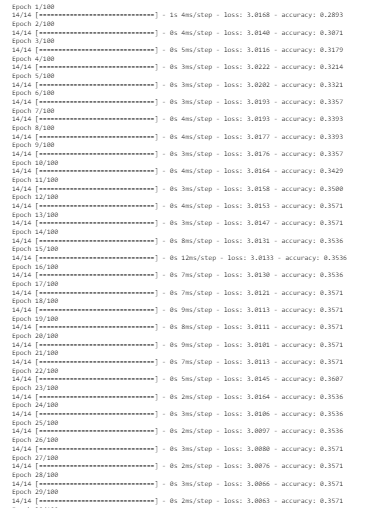 Epoch 1/100
14/14 [==============================] - 1s 4ms/step - loss: 3.0168 - accuracy: 0.2893
Epoch 2/100
14/14 [==============================] - 0s 4ms/step - loss: 3.0140 - accuracy: 0.3071
Epoch 3/100
14/14 [==============================] - 0s 5ms/step - loss: 3.0116 - accuracy: 0.3179
Epoch 4/100
14/14 [==============================] - 0s 3ms/step - loss: 3.0222 - accuracy: 0.3214
Epoch 5/100
14/14 [==============================] - 0s 3ms/step - loss: 3.0202 - accuracy: 0.3321
Epoch 6/100
14/14 [==============================] - 0s 3ms/step - loss: 3.0193 - accuracy: 0.3357
Epoch 7/100
14/14 [==============================] - 0s 4ms/step - loss: 3.0193 - accuracy: 0.3393
Epoch 8/100
14/14 [==============================] - 0s 4ms/step - loss: 3.0177 - accuracy: 0.3393
Epoch 9/100
14/14 [==============================] - 0s 3ms/step - loss: 3.0176 - accuracy: 0.3357
Epoch 10/100
14/14 [==============================] - 0s 4ms/step - loss: 3.0164 - accuracy: 0.3429
Epoch 11/100
14/14 [==============================] - 0s 3ms/step - loss: 3.0158 - accuracy: 0.3500
Epoch 12/100
14/14 [==============================] - 0s 4ms/step - loss: 3.0153 - accuracy: 0.3571
Epoch 13/100
14/14 [==============================] - 0s 3ms/step - loss: 3.0147 - accuracy: 0.3571
Epoch 14/100
14/14 [==============================] - 0s 8ms/step - loss: 3.0131 - accuracy: 0.3536
Epoch 15/100
14/14 [==============================] - 0s 12ms/step - loss: 3.0133 - accuracy: 0.3536
Epoch 16/100
14/14 [==============================] - 0s 7ms/step - loss: 3.0130 - accuracy: 0.3536
Epoch 17/100
14/14 [==============================] - 0s 7ms/step - loss: 3.0121 - accuracy: 0.3571
Epoch 18/100
14/14 [==============================] - 0s 9ms/step - loss: 3.0113 - accuracy: 0.3571
Epoch 19/100
14/14 [==============================] - 0s 8ms/step - loss: 3.0111 - accuracy: 0.3571
Epoch 20/100
14/14 [==============================] - 0s 9ms/step - loss: 3.0101 - accuracy: 0.3571
Epoch 21/100
14/14 [==============================] - 0s 7ms/step - loss: 3.0113 - accuracy: 0.3571
Epoch 22/100
14/14 [==============================] - 0s 5ms/step - loss: 3.0145 - accuracy: 0.3607
Epoch 23/100
14/14 [==============================] - 0s 2ms/step - loss: 3.0164 - accuracy: 0.3536
Epoch 24/100
14/14 [==============================] - 0s 3ms/step - loss: 3.0106 - accuracy: 0.3536
Epoch 25/100
14/14 [==============================] - 0s 2ms/step - loss: 3.0097 - accuracy: 0.3536
Epoch 26/100
14/14 [==============================] - 0s 3ms/step - loss: 3.0080 - accuracy: 0.3571
Epoch 27/100
14/14 [==============================] - 0s 2ms/step - loss: 3.0076 - accuracy: 0.3571
Epoch 28/100
14/14 [==============================] - 0s 3ms/step - loss: 3.0066 - accuracy: 0.3571
Epoch 29/100
14/14 [==============================] - 0s 2ms/step - loss: 3.0063 - accuracy: 0.3571